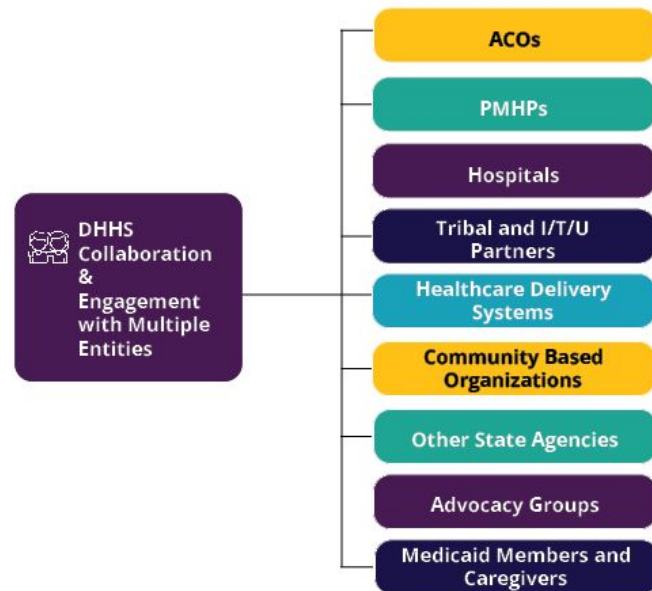 ACOs
PMHPs
Hospitals
Tribal and I/T/U
Partners
DHHS
Collaboration
&
Engagement
with Multiple
Entities
Healthcare Delivery
Systems
Community Based
Organizations
Other State Agencies
Advocacy Groups
Medicaid Members and
Caregivers